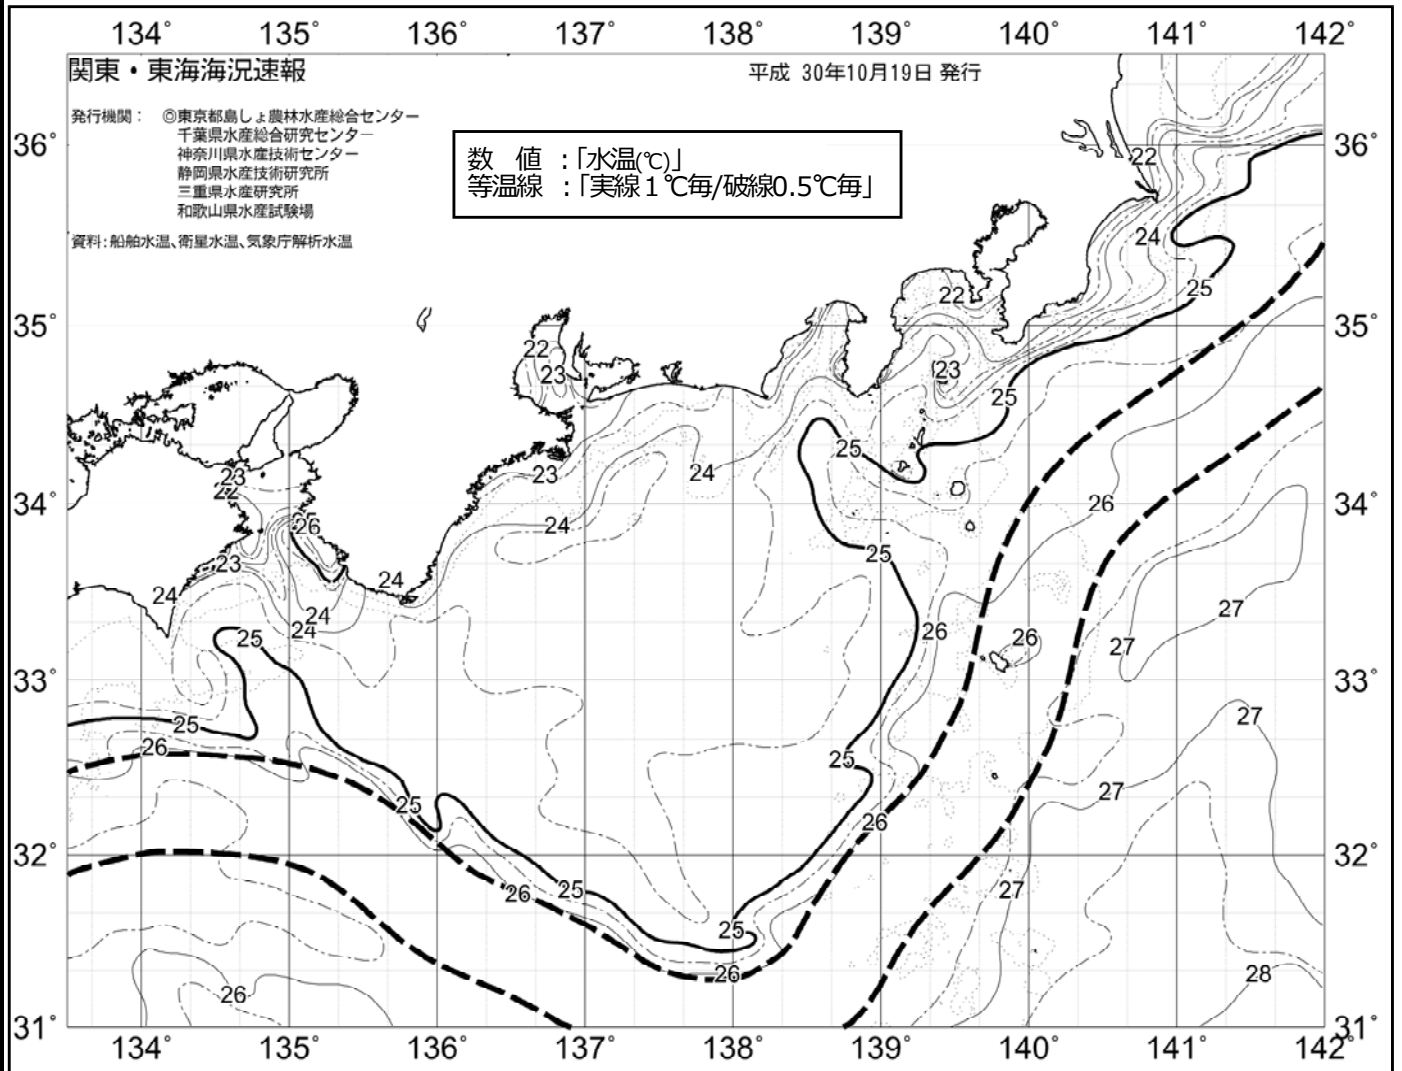 134 135 136 137 138 139 140 141 142°
関東・東海海況速報
平成 30年10月19日 発行
発行機関： ◎東京都島しょ農林水産総合センター
千葉県水産総合研究センター
神奈川県水産技術センター
静岡県水産技術研究所
三重県水産研究所
和歌山県水産試験場
資料：船舶水温、衛星水温、気象庁解析水温
数 値 ：「水温(℃)」
等温線 ：「実線１℃毎/破線0.5℃毎」
36° 22 36°
24
22 25
35° 35°
22
23 23
25
25
23 23 24
22
34° 26 34°
26 24
25
23
24 24
24 27
24 26 26
25 27
33° 33°
25 27
26 25
27
25 26
32° 32°
25 27
26
25
26 28
26
31° 31°
134 135 136 137 138 139 140 141 142°